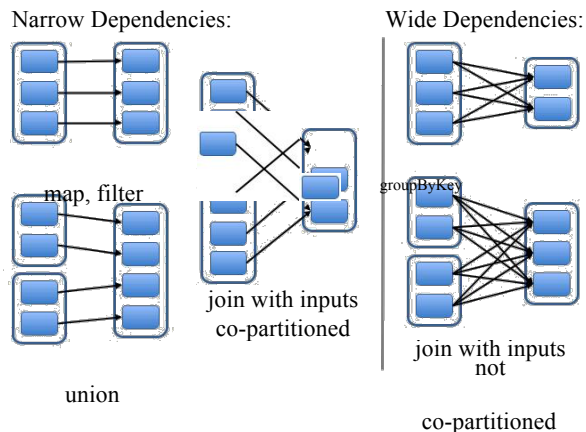 Narrow Dependencies:
Wide Dependencies:
map, filter
groupByKey
join with inputs
co-partitioned
join with inputs
not
union
co-partitioned